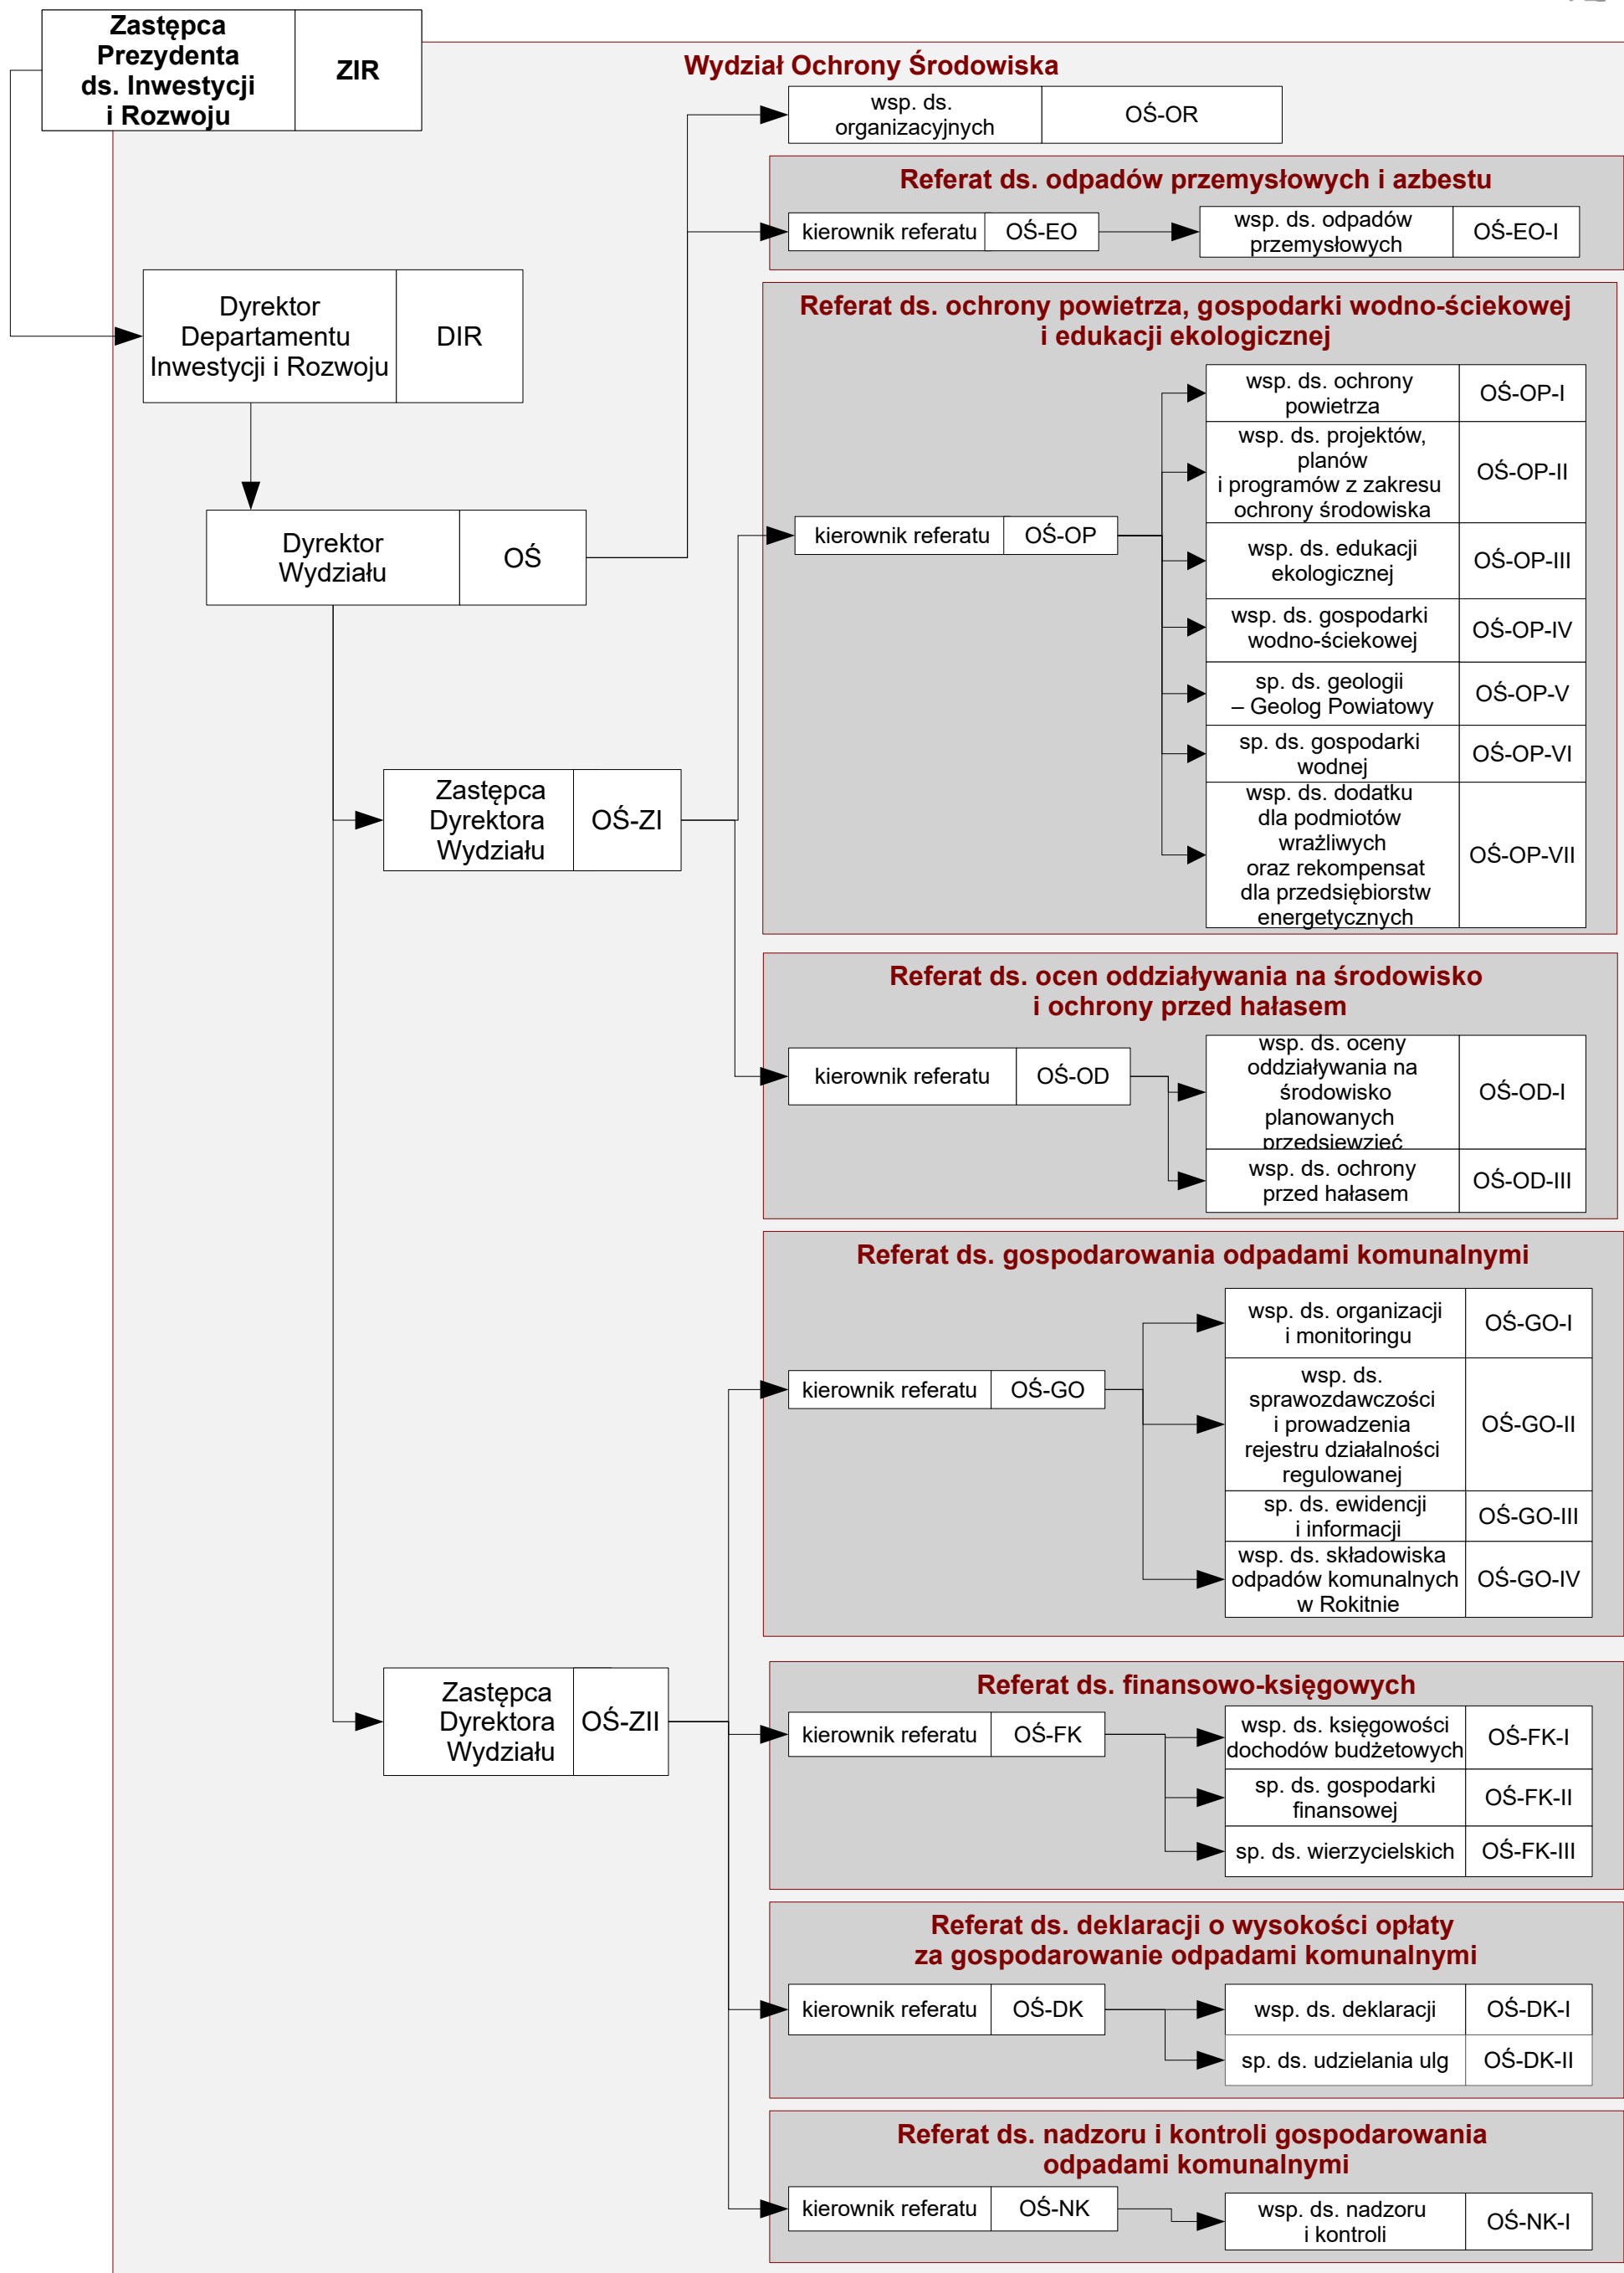 Zastępca
Prezydenta
ds. Inwestycji
i Rozwoju
ZIR
Wydział Ochrony Środowiska
wsp. ds.
organizacyjnych
OŚ-OR
Referat ds. odpadów przemysłowych i azbestu
kierownik referatu
OŚ-EO
wsp. ds. odpadów
przemysłowych
OŚ-EO-I
Dyrektor
Departamentu
Inwestycji i Rozwoju
DIR
Referat ds. ochrony powietrza, gospodarki wodno-ściekowej
i edukacji ekologicznej
wsp. ds. ochrony
powietrza
OŚ-OP-I
wsp. ds. projektów,
planów
i programów z zakresu
ochrony środowiska
OŚ-OP-II
Dyrektor
Wydziału
OŚ
kierownik referatu
OŚ-OP
wsp. ds. edukacji
ekologicznej
OŚ-OP-III
wsp. ds. gospodarki
wodno-ściekowej
OŚ-OP-IV
sp. ds. geologii
– Geolog Powiatowy
OŚ-OP-V
sp. ds. gospodarki
wodnej
OŚ-OP-VI
Zastępca
Dyrektora
Wydziału
OŚ-ZI
wsp. ds. dodatku
dla podmiotów
wrażliwych
oraz rekompensat
dla przedsiębiorstw
energetycznych
OŚ-OP-VII
Referat ds. ocen oddziaływania na środowisko
i ochrony przed hałasem
kierownik referatu
OŚ-OD
wsp. ds. oceny
oddziaływania na
środowisko
planowanych
przedsięwzięć
OŚ-OD-I
wsp. ds. ochrony
przed hałasem
OŚ-OD-III
Referat ds. gospodarowania odpadami komunalnymi
wsp. ds. organizacji
i monitoringu
OŚ-GO-I
kierownik referatu
OŚ-GO
wsp. ds.
sprawozdawczości
i prowadzenia
rejestru działalności
regulowanej
OŚ-GO-II
sp. ds. ewidencji
i informacji
OŚ-GO-III
wsp. ds. składowiska
odpadów komunalnych
w Rokitnie
OŚ-GO-IV
Zastępca
Dyrektora
Wydziału
OŚ-ZII
Referat ds. finansowo-księgowych
kierownik referatu
OŚ-FK
wsp. ds. księgowości
dochodów budżetowych
OŚ-FK-I
sp. ds. gospodarki
finansowej
OŚ-FK-II
sp. ds. wierzycielskich
OŚ-FK-III
Referat ds. deklaracji o wysokości opłaty
za gospodarowanie odpadami komunalnymi
kierownik referatu
OŚ-DK
wsp. ds. deklaracji
OŚ-DK-I
sp. ds. udzielania ulg
OŚ-DK-II
Referat ds. nadzoru i kontroli gospodarowania
odpadami komunalnymi
kierownik referatu
OŚ-NK
wsp. ds. nadzoru
i kontroli
OŚ-NK-I